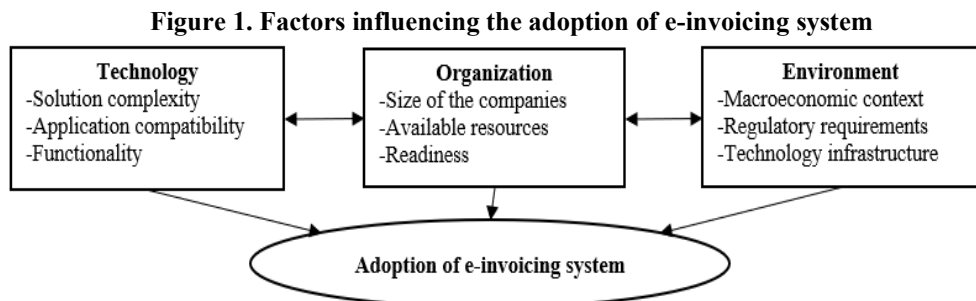 Figure 1. Factors influencing the adoption of e-invoicing system
Technology
-Solution complexity
-Application compatibility
-Functionality
Organization
-Size of the companies
-Available resources
-Readiness
Environment
-Macroeconomic context
-Regulatory requirements
-Technology infrastructure
Adoption of e-invoicing system